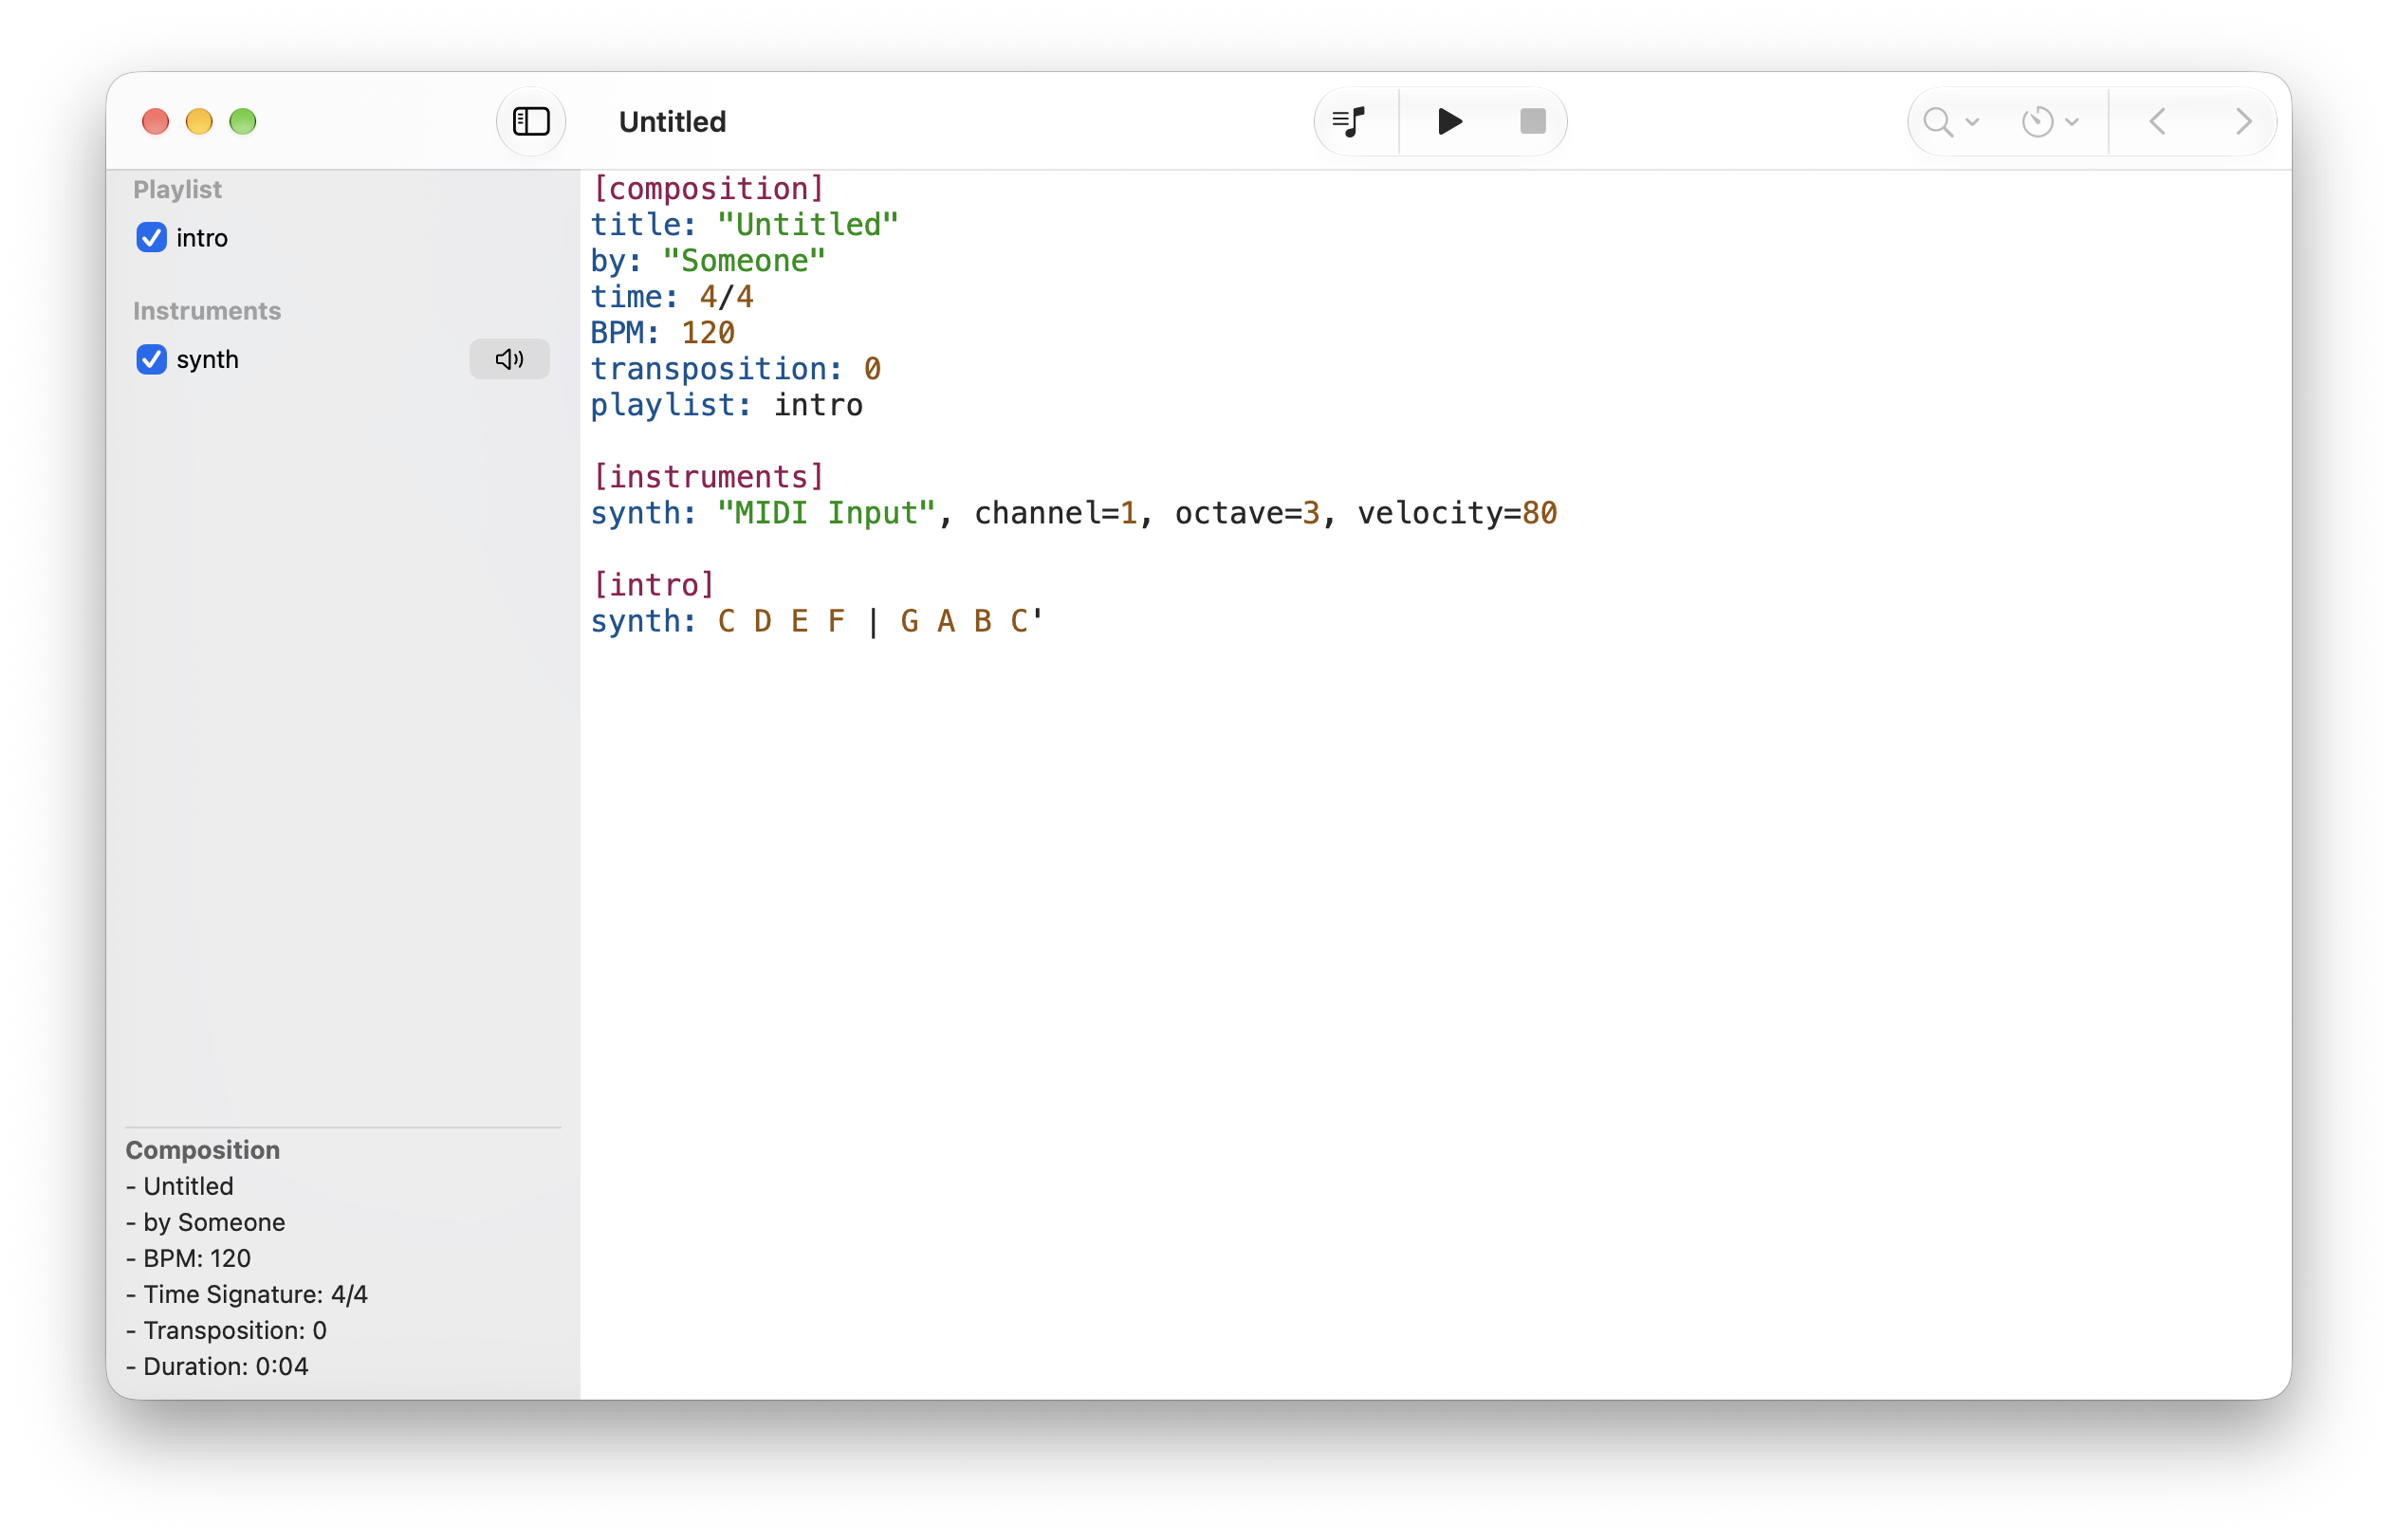 Untitled
Playlist
intro
Instruments
synth
Composition
- Untitled
- by Someone
- BPM: 120
- Time Signature: 4/4
- Transposition: 0
- Duration: 0:04
[composition]
title: "Untitled"
by: "Someone"
time: 4/4
BPM: 120
transposition: 0
playlist: intro
[instruments]
synth: "MIDI Input", channel=1, octave=3, velocity=80
[intro]
synth: C D E F | G A B C'